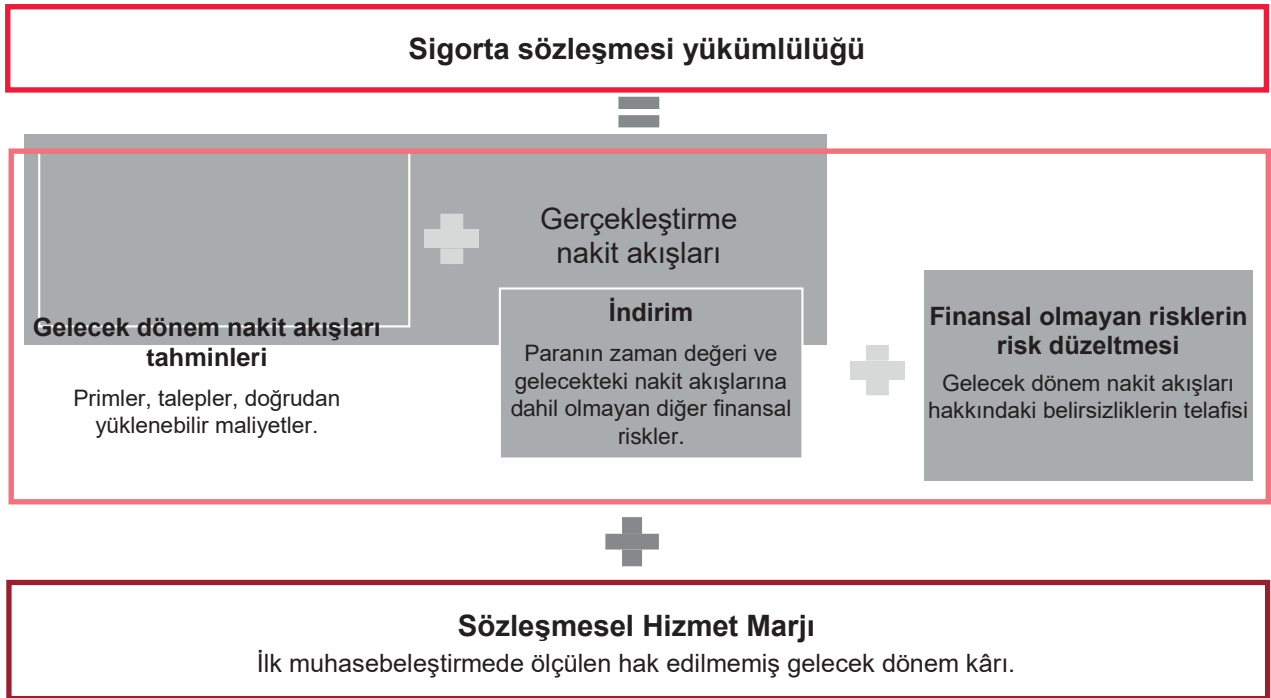 Sigorta sözleşmesi yükümlülüğü
Gerçekleştirme
nakit akışları
Gelecek dönem nakit akışları
tahminleri
Primler, talepler, doğrudan
yüklenebilir maliyetler.
İndirim
Paranın zaman değeri ve
gelecekteki nakit akışlarına
dahil olmayan diğer finansal
riskler.
Finansal olmayan risklerin
risk düzeltmesi
Gelecek dönem nakit akışları
hakkındaki belirsizliklerin telafisi
Sözleşmesel Hizmet Marjı
İlk muhasebeleştirmede ölçülen hak edilmemiş gelecek dönem kârı.